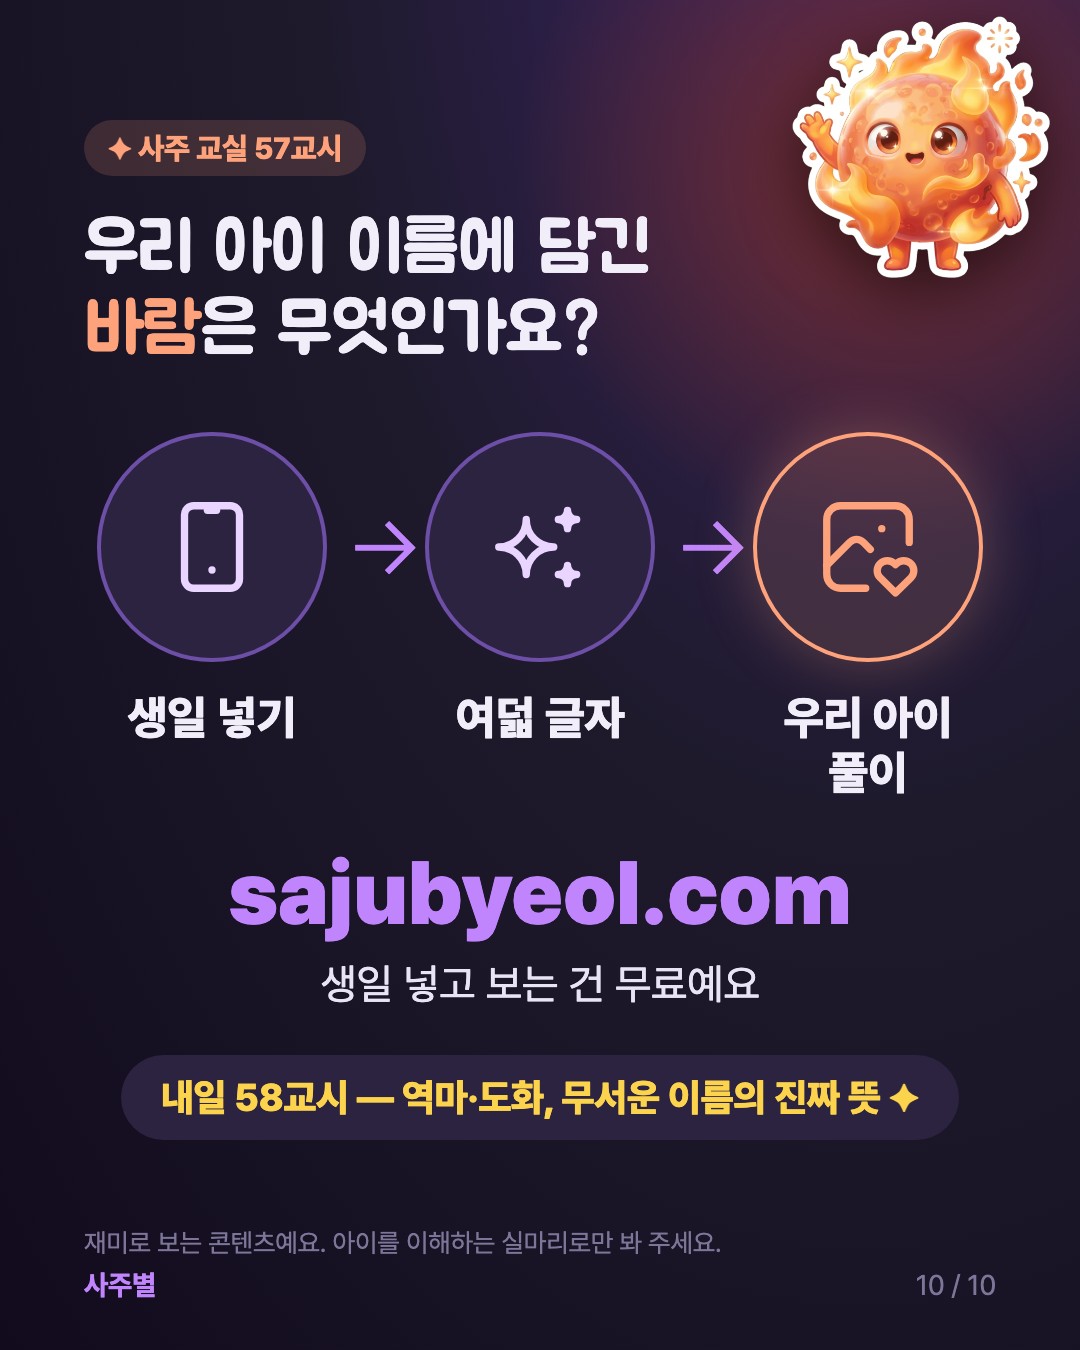 ✦ 사주 교실 57교시
우리 아이 이름에 담긴
바람은 무엇인가요?
생일 넣기
여덟 글자
우리 아이
풀이
sajubyeol.com
생일 넣고 보는 건 무료예요
내일 58교시 — 역마·도화, 무서운 이름의 진짜 뜻 ✦
재미로 보는 콘텐츠예요. 아이를 이해하는 실마리로만 봐 주세요.
사주별
10 / 10